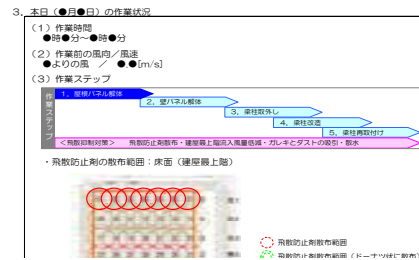 3. 本日(●月●日)の作業状況
(1)作業時間
●時●分~●時●分
(2)作業前の風向/風速
●よりの風 / ●.●[m/s]
(3)作業ステップ
作業ステップ
1, 屋根パネル解体
2, 壁パネル解体
3, 梁柱取外し
4, 梁柱改造
5, 梁柱再取付け
<飛散抑制対策> 飛散防止剤散布・建屋最上階流入風量低減・ガレキとダストの吸引・散水
・飛散防止剤の散布範囲:床面(建屋最上階)
飛散防止剤散布範囲
飛散防止剤散布範囲(ドーナツ状に散布)